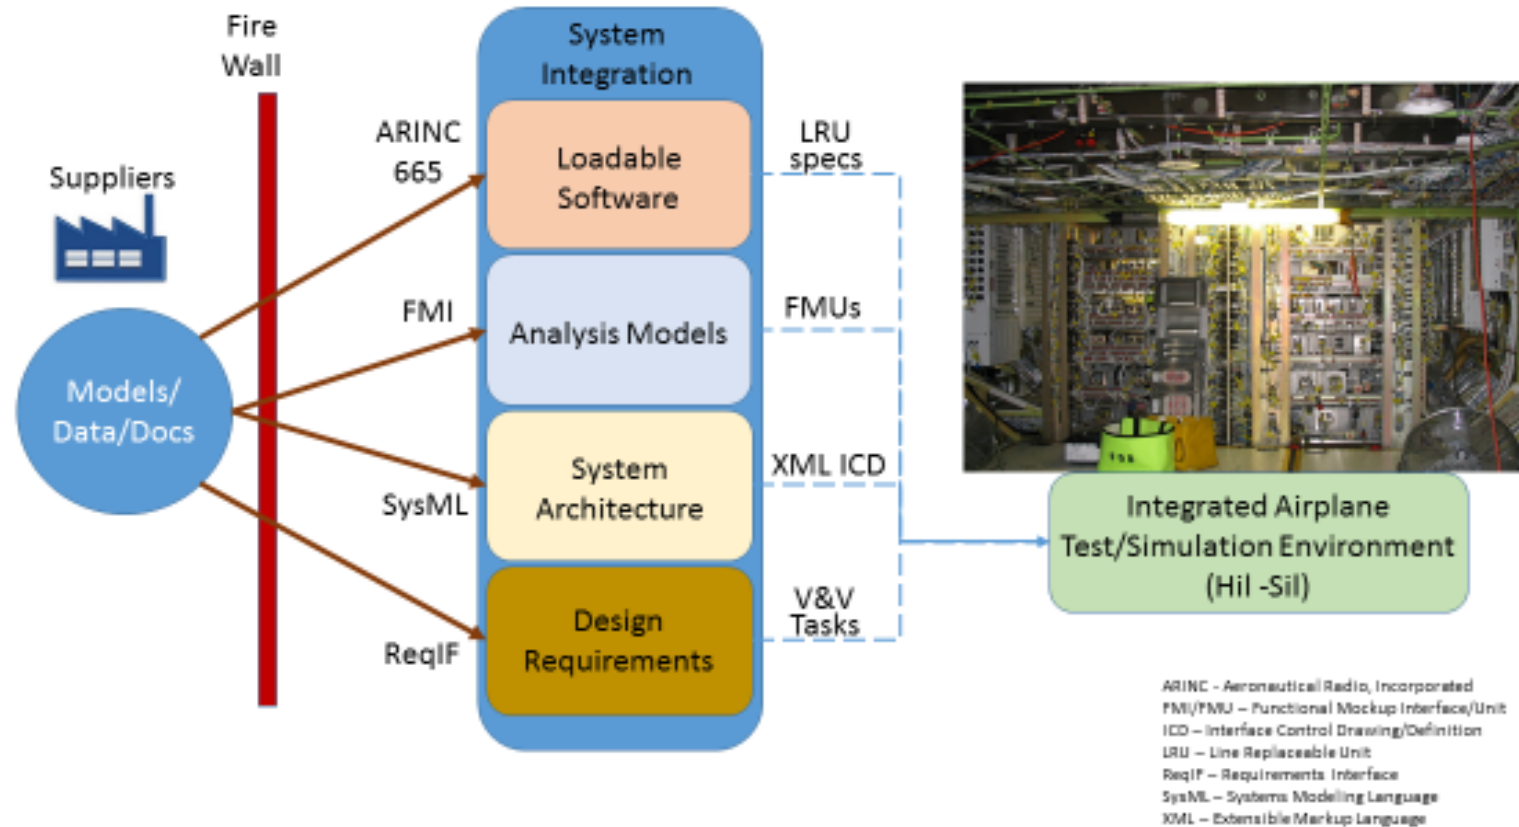 Fire
Wall
Suppliers
Models/
Data/Docs
ARINC
665
FMI
SysML
ReqIF
System
Integration
Loadable
Software
Analysis Models
System
Architecture
Design
Requirements
LRU
specs
FMUs
XML ICD
V&V
Tasks
Integrated Airplane
Test/Simulation Environment
(Hil -Sil)
ARINC - Aeronautical Radio, Incorporated
FMI/FMU – Functional Mockup Interface/Unit
ICD – Interface Control Drawing/Definition
LRU – Line Replaceable Unit
ReqIF – Requirements Interface
SysML – Systems Modeling Language
XML – Extensible Markup Language